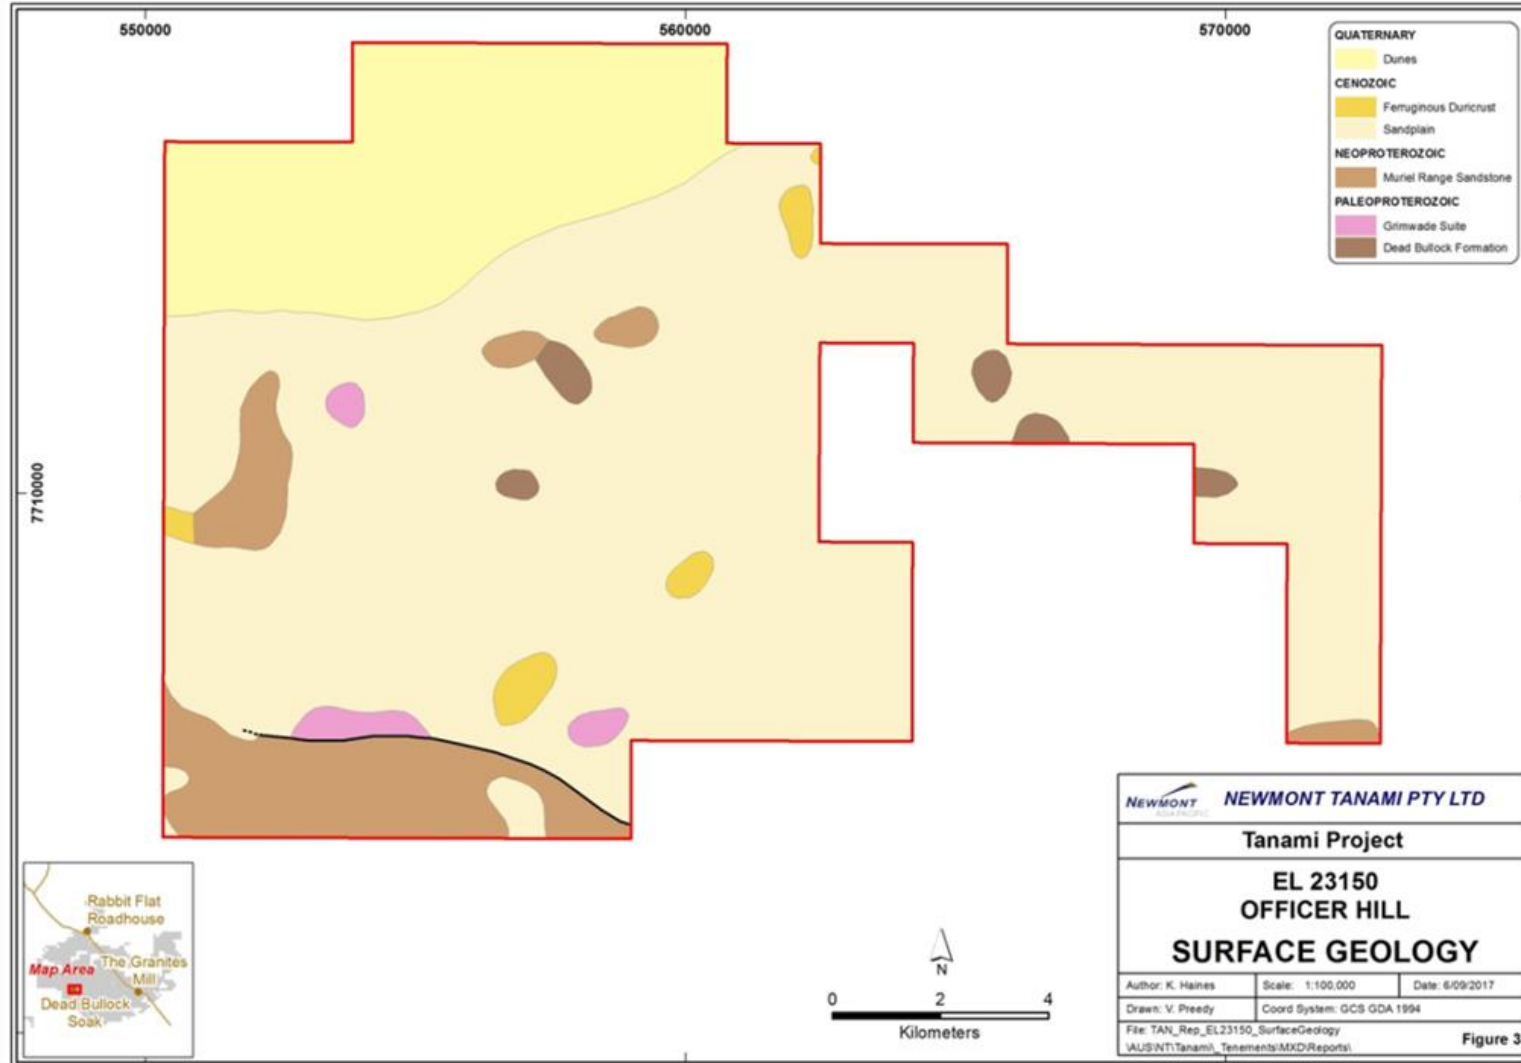 550000
560000
570000
7710000
QUATERNARY
Dunes
CENOZOIC
Ferruginous Duricrust
Sandplain
NEOPROTEROZOIC
Muriel Range Sandstone
PALEOPROTEROZOIC
Grimwade Suite
Dead Bullock Formation
Rabbit Flat
Roadhouse
The Granites
Mill
Map Area
Dead Bullock
Soak
N
0 2 4
Kilometers
NEWMONT
ASIA PACIFIC
NEWMONT TANAMI PTY LTD
Tanami Project
EL 23150
OFFICER HILL
SURFACE GEOLOGY
Author: K. Haines Scale: 1:100,000 Date: 6/09/2017
Drawn: V. Preedy Coord System: GCS GDA 1994
File: TAN_Rep_EL23150_SurfaceGeology
\AUS\NT\Tanami\_Tenements\MXD\Reports\ Figure 3